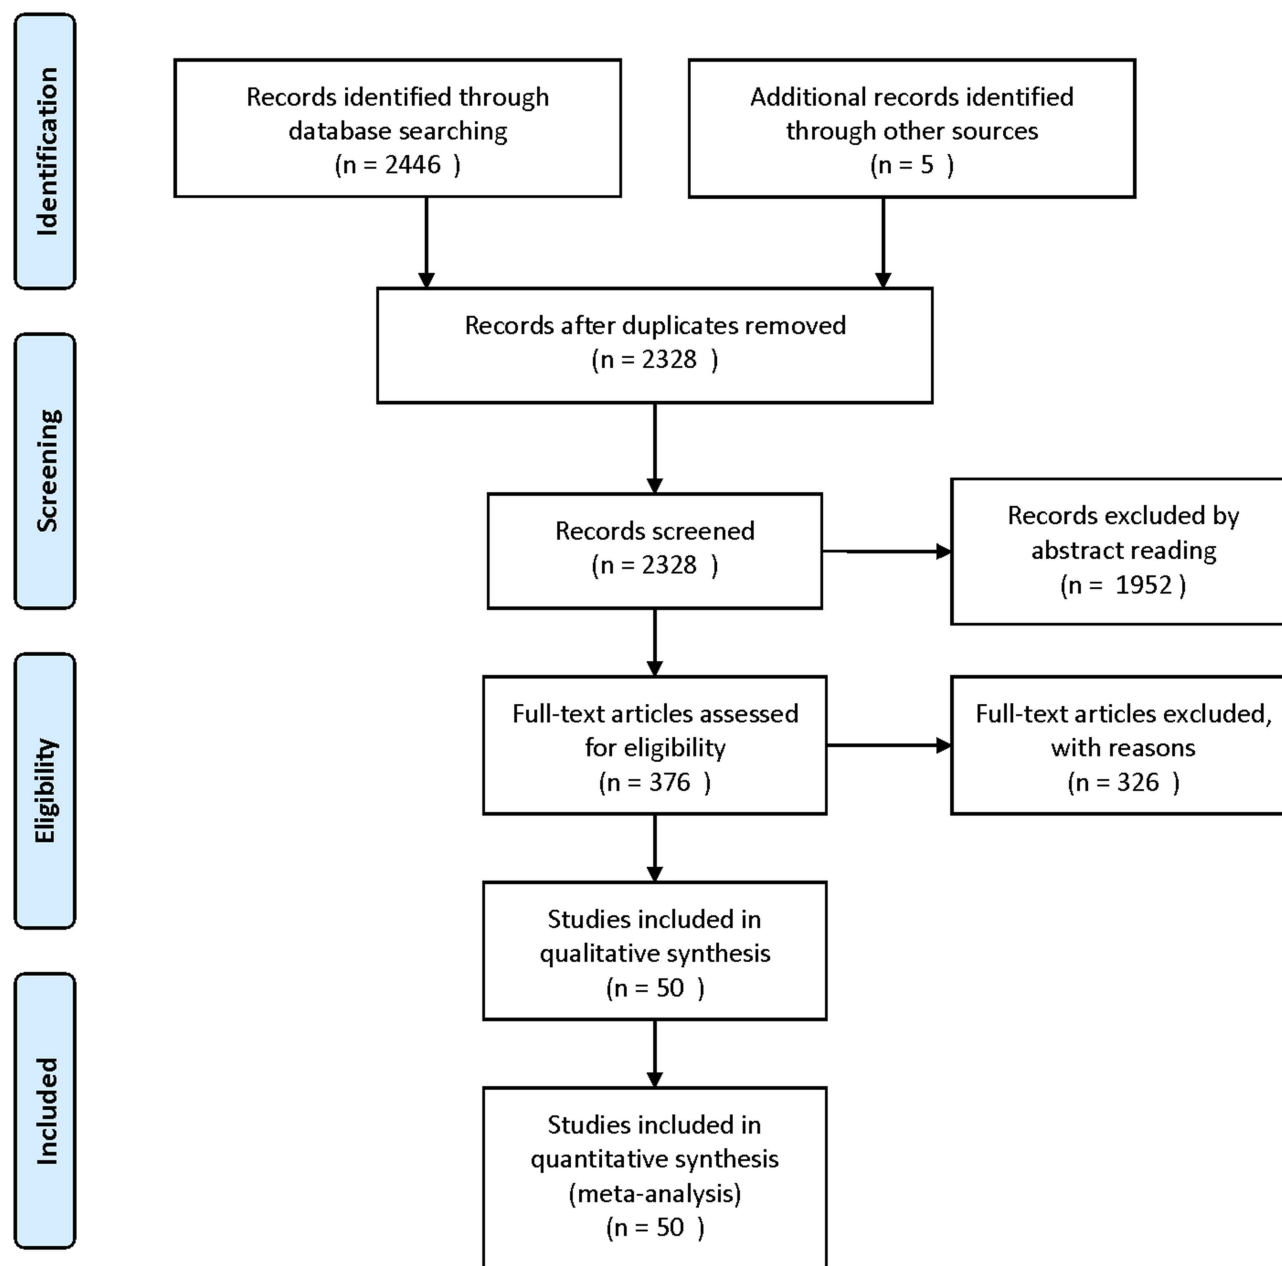 Identification
Records identified through
database searching
(n = 2446 )
Additional records identified
through other sources
(n = 5 )
Records after duplicates removed
(n = 2328 )
Screening
Records screened
(n = 2328 )
Records excluded by
abstract reading
(n = 1952 )
Eligibility
Full-text articles assessed
for eligibility
(n = 376 )
Full-text articles excluded,
with reasons
(n = 326 )
Studies included in
qualitative synthesis
(n = 50 )
Included
Studies included in
quantitative synthesis
(meta-analysis)
(n = 50 )